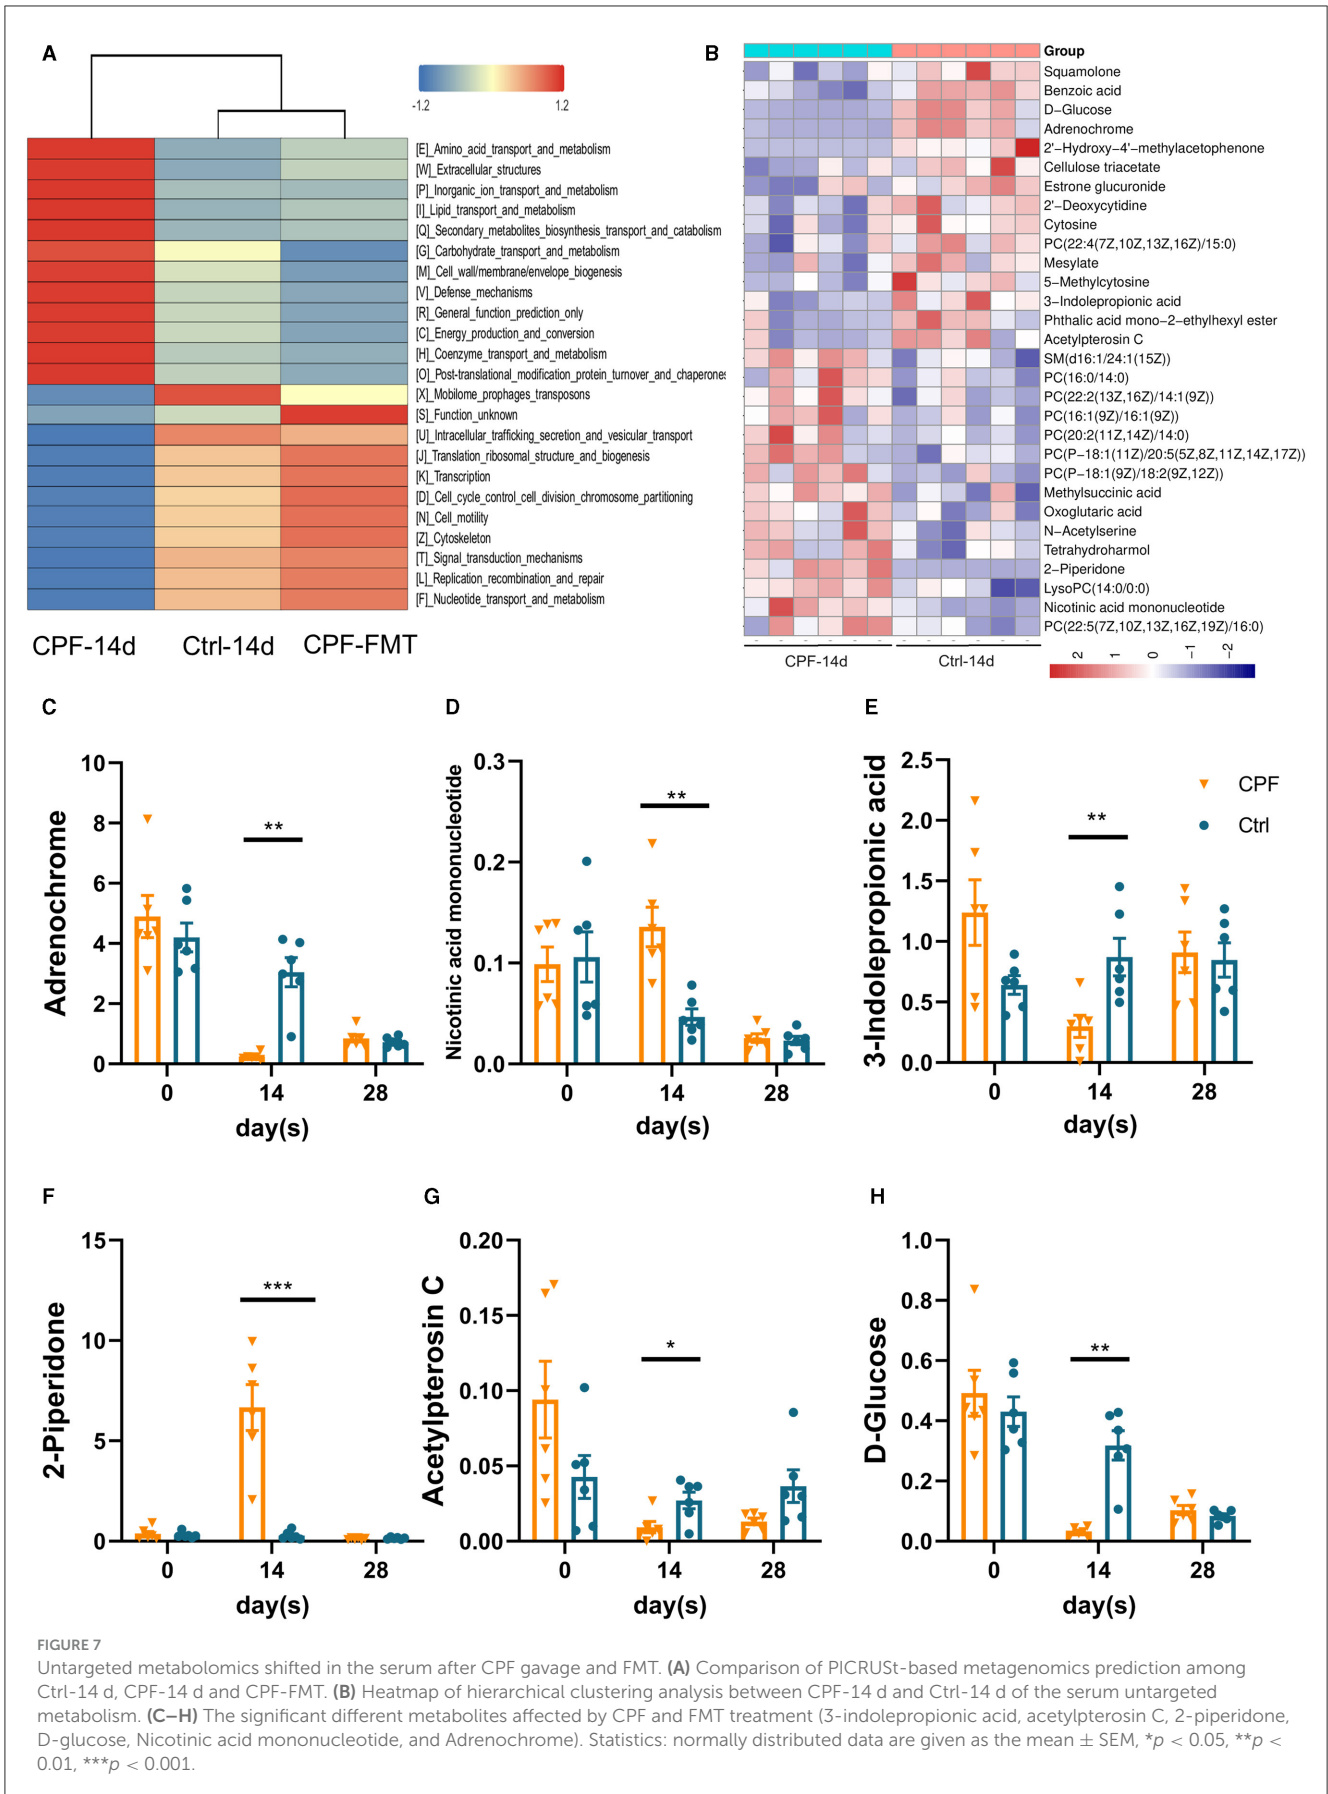 A
-1.2
1.2
[E]_Amino_acid_transport_and_metabolism
[W]_Extracellular_structures
[P]_Inorganic_ion_transport_and_metabolism
[I]_Lipid_transport_and_metabolism
[Q]_Secondary_metabolites_biosynthesis_transport_and_catabolism
[G]_Carbohydrate_transport_and_metabolism
[M]_Cell_wall/membrane/envelope_biogenesis
[V]_Defense_mechanisms
[R]_General_function_prediction_only
[C]_Energy_production_and_conversion
[H]_Coenzyme_transport_and_metabolism
[O]_Post-translational_modification_protein_turnover_and_chaperones
[X]_Mobilome_prophages_transposons
[S]_Function_unknown
[U]_Intracellular_trafficking_secretion_and_vesicular_transport
[J]_Translation_ribosomal_structure_and_biogenesis
[K]_Transcription
[D]_Cell_cycle_control_cell_division_chromosome_partitioning
[N]_Cell_motility
[Z]_Cytoskeleton
[T]_Signal_transduction_mechanisms
[L]_Replication_recombination_and_repair
[F]_Nucleotide_transport_and_metabolism
CPF-14d Ctrl-14d CPF-FMT
B
Group
Squamolone
Benzoic acid
D−Glucose
Adrenochrome
2'−Hydroxy−4'−methylacetophenone
Cellulose triacetate
Estrone glucuronide
2'−Deoxycytidine
Cytosine
PC(22:4(7Z,10Z,13Z,16Z)/15:0)
Mesylate
5−Methylcytosine
3−Indolepropionic acid
Phthalic acid mono−2−ethylhexyl ester
Acetylpterosin C
SM(d16:1/24:1(15Z))
PC(16:0/14:0)
PC(22:2(13Z,16Z)/14:1(9Z))
PC(16:1(9Z)/16:1(9Z))
PC(20:2(11Z,14Z)/14:0)
PC(P−18:1(11Z)/20:5(5Z,8Z,11Z,14Z,17Z))
PC(P−18:1(9Z)/18:2(9Z,12Z))
Methylsuccinic acid
Oxoglutaric acid
N−Acetylserine
Tetrahydroharmol
2−Piperidone
LysoPC(14:0/0:0)
Nicotinic acid mononucleotide
PC(22:5(7Z,10Z,13Z,16Z,19Z)/16:0)
CPF-14d Ctrl-14d
2 1 0 −1 −2
C
Adrenochrome
10
8
6
4
2
0
**
0 14 28
day(s)
D
Nicotinic acid mononucleotide
0.3
0.2
0.1
0.0
**
0 14 28
day(s)
E
3-Indolepropionic acid
2.5
2.0
1.5
1.0
0.5
0.0
**
CPF
Ctrl
0 14 28
day(s)
F
2-Piperidone
15
10
5
0
***
0 14 28
day(s)
G
Acetylpterosin C
0.20
0.15
0.10
0.05
0.00
*
0 14 28
day(s)
H
D-Glucose
1.0
0.8
0.6
0.4
0.2
0.0
**
0 14 28
day(s)
FIGURE 7
Untargeted metabolomics shifted in the serum after CPF gavage and FMT. (A) Comparison of PICRUSt-based metagenomics prediction among
Ctrl-14 d, CPF-14 d and CPF-FMT. (B) Heatmap of hierarchical clustering analysis between CPF-14 d and Ctrl-14 d of the serum untargeted
metabolism. (C–H) The significant different metabolites affected by CPF and FMT treatment (3-indolepropionic acid, acetylpterosin C, 2-piperidone,
D-glucose, Nicotinic acid mononucleotide, and Adrenochrome). Statistics: normally distributed data are given as the mean ± SEM, *p < 0.05, **p <
0.01, ***p < 0.001.